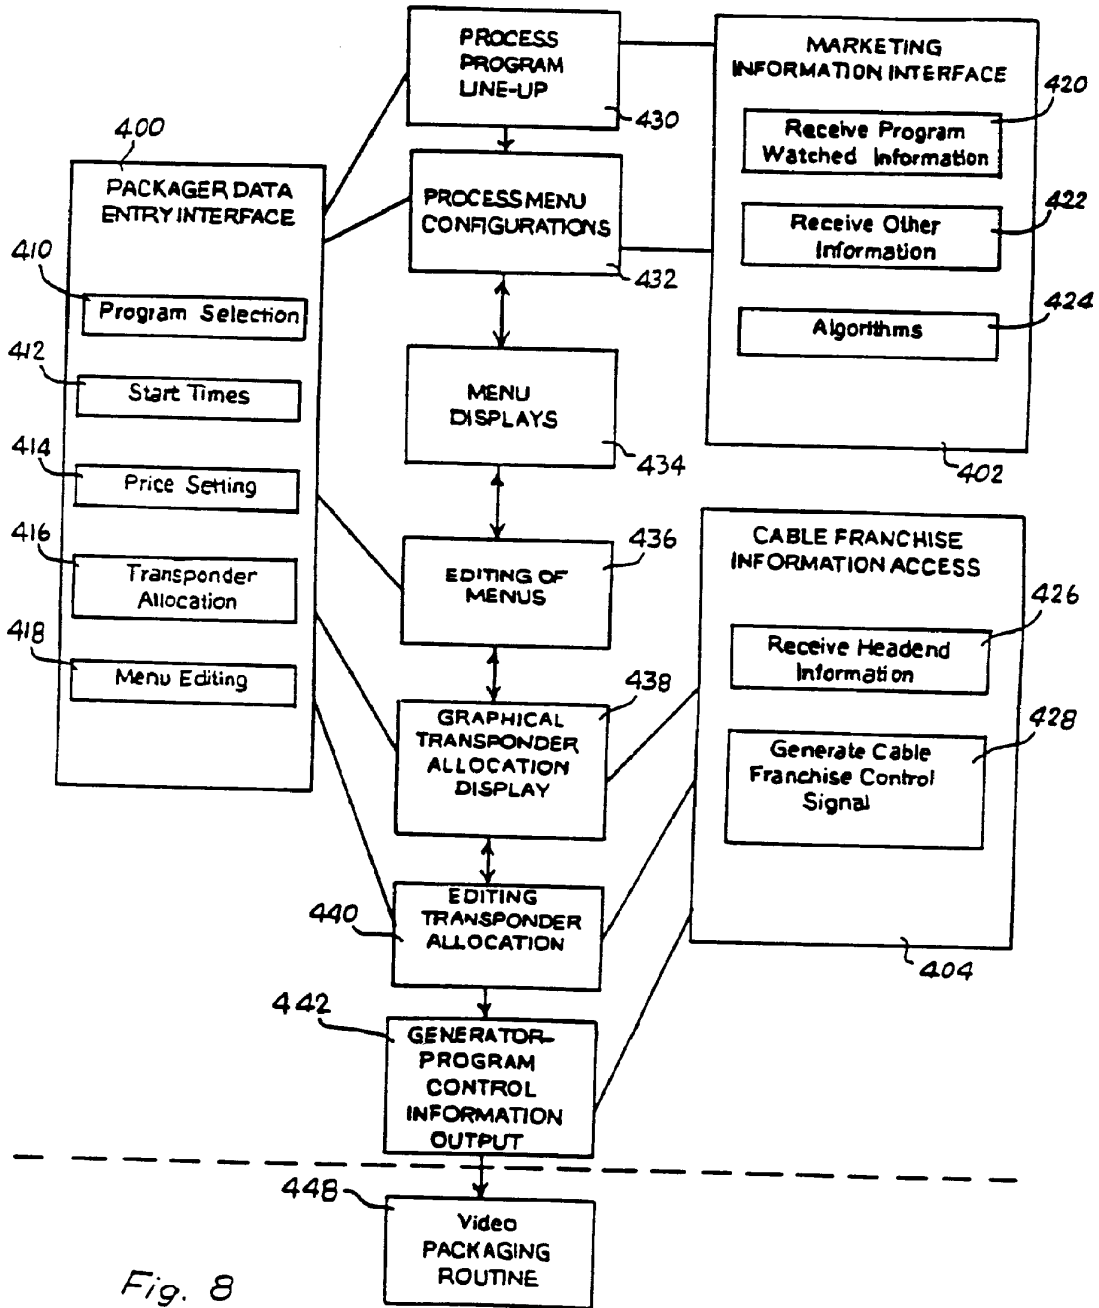 400
PACKAGER DATA
ENTRY INTERFACE
410
Program Selection
412
Start Times
414
Price Setting
416
Transponder
Allocation
418
Menu Editing
PROCESS
PROGRAM
LINE-UP
430
PROCESS MENU
CONFIGURATIONS
432
MENU
DISPLAYS
434
436
EDITING OF
MENUS
438
GRAPHICAL
TRANSPONDER
ALLOCATION
DISPLAY
440
EDITING
TRANSPONDER
ALLOCATION
442
GENERATOR-
PROGRAM
CONTROL
INFORMATION
OUTPUT
448
Video
PACKAGING
ROUTINE
MARKETING
INFORMATION INTERFACE
420
Receive Program
Watched Information
422
Receive Other
Information
424
Algorithms
402
CABLE FRANCHISE
INFORMATION ACCESS
426
Receive Headend
Information
428
Generate Cable
Franchise Control
Signal
404
Fig. 8